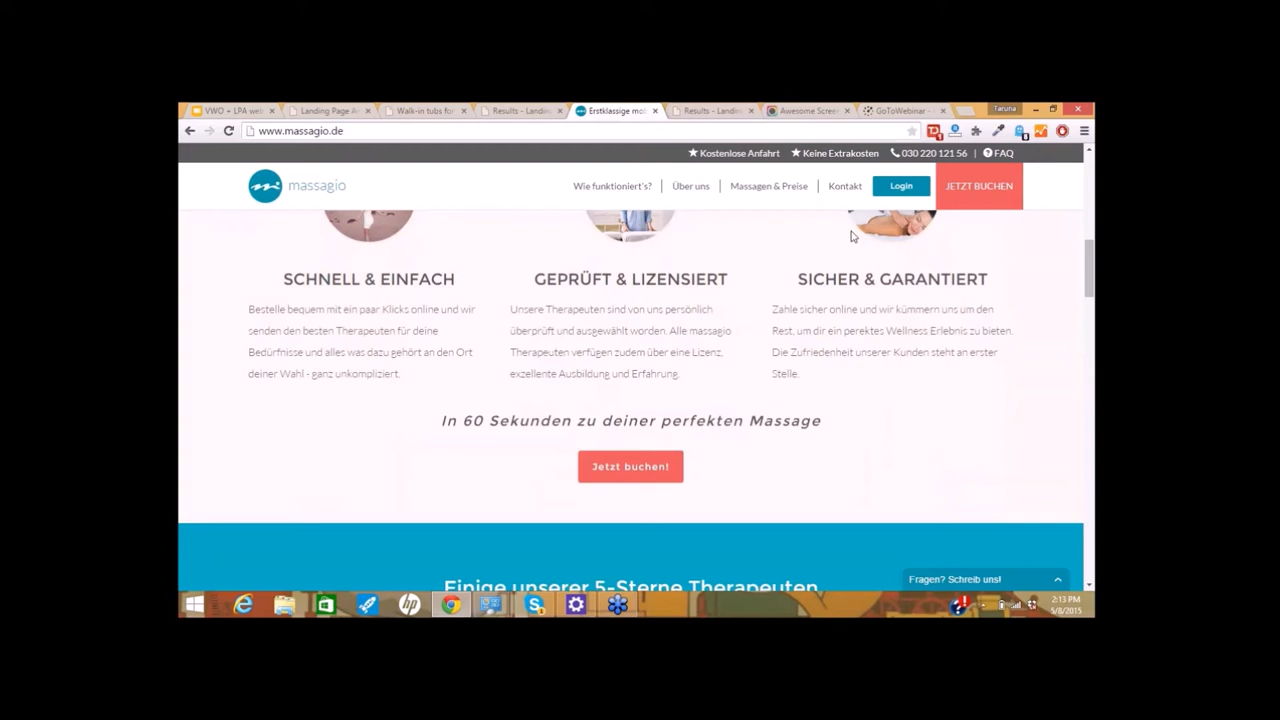 VWO + LPA web
Landing Page A
Walk-in tubs fo
Results - Landin
Erstklassige mo
Results - Landin
Awesome Screen
GoToWebinar -
Taruna
www.massagio.de
Kostenlose Anfahrt
Keine Extrakosten
030 220 121 56 | FAQ
massagio
Wie funktioniert's? | Über uns | Massagen & Preise | Kontakt
Login
JETZT BUCHEN
SCHNELL & EINFACH
Bestelle bequem mit ein paar Klicks online und wir
senden den besten Therapeuten für deine
Bedürfnisse und alles was dazu gehört an den Ort
deiner Wahl - ganz unkompliziert.
GEPRÜFT & LIZENSIERT
Unsere Therapeuten sind von uns persönlich
überprüft und ausgewählt worden. Alle massagio
Therapeuten verfügen zudem über eine Lizenz,
exzellente Ausbildung und Erfahrung.
SICHER & GARANTIERT
Zahle sicher online und wir kümmern uns um den
Rest, um dir ein perektes Wellness Erlebnis zu bieten.
Die Zufriedenheit unserer Kunden steht an erster
Stelle.
In 60 Sekunden zu deiner perfekten Massage
Jetzt buchen!
Einige unserer 5-Sterne Therapeuten
Fragen? Schreib uns!
2:13 PM
5/8/2015